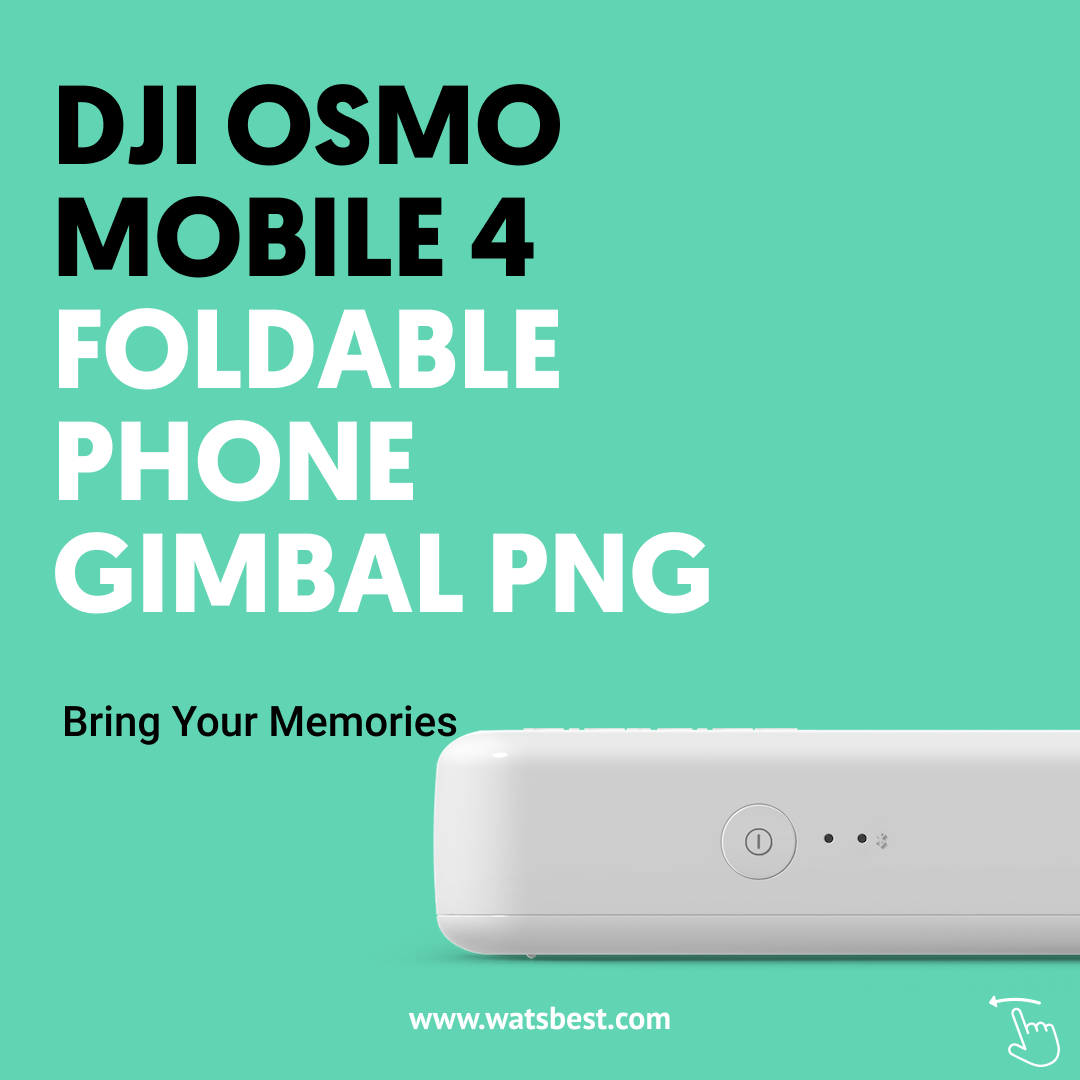 DJI OSMO
MOBILE 4
FOLDABLE
PHONE
GIMBAL PNG
Bring Your Memories
www.watsbest.com